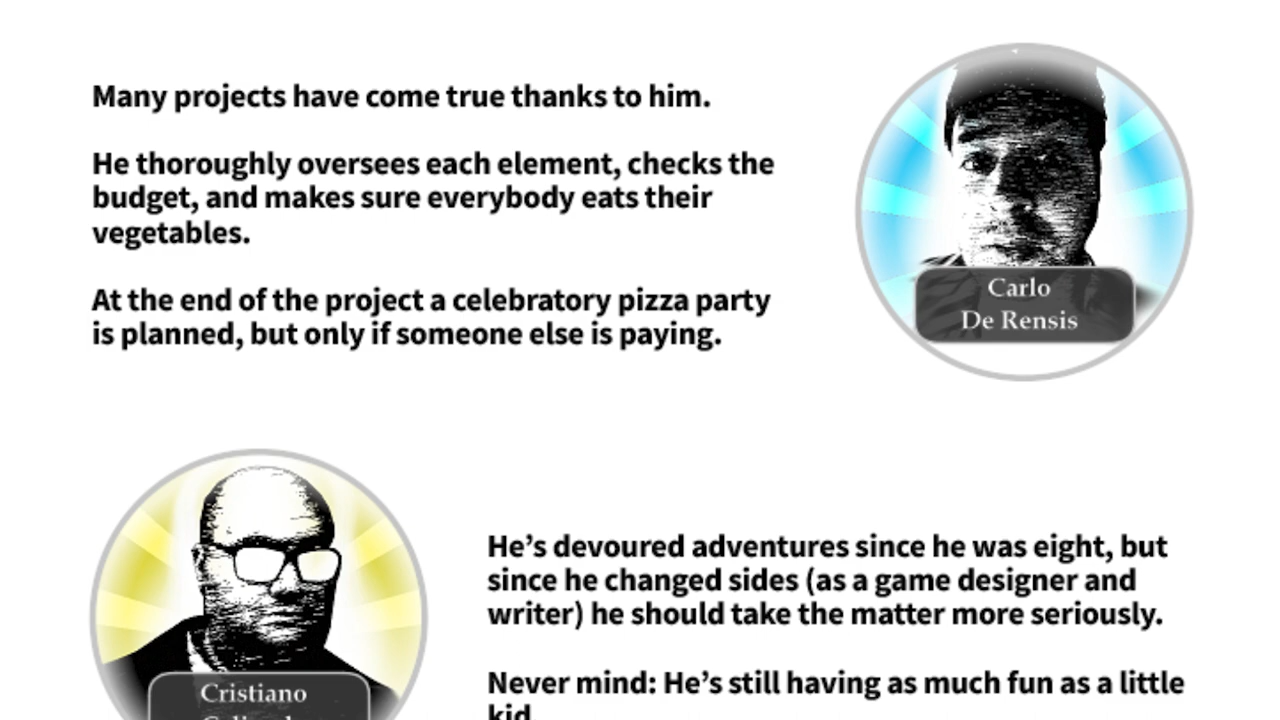 Many projects have come true thanks to him.
He thoroughly oversees each element, checks the
budget, and makes sure everybody eats their
vegetables.
At the end of the project a celebratory pizza party
is planned, but only if someone else is paying.
Carlo
De Rensis
He’s devoured adventures since he was eight, but
since he changed sides (as a game designer and
writer) he should take the matter more seriously.
Never mind: He’s still having as much fun as a little
kid.
Cristiano